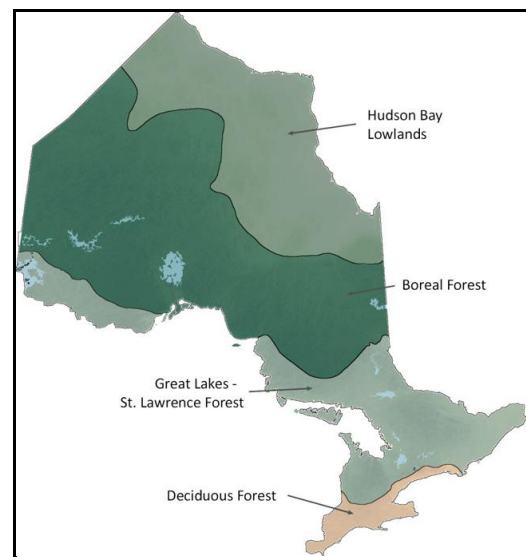 Hudson Bay
Lowlands
Boreal Forest
Great Lakes -
St. Lawrence Forest
Deciduous Forest